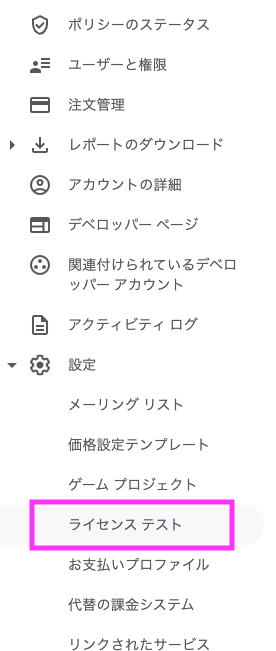 ポリシーのステータス
ユーザーと権限
注文管理
レポートのダウンロード
アカウントの詳細
デベロッパー ページ
関連付けられているデベロ
ッパー アカウント
アクティビティ ログ
設定
メーリング リスト
価格設定テンプレート
ゲーム プロジェクト
ライセンス テスト
お支払いプロファイル
代替の課金システム
リンクされたサービス